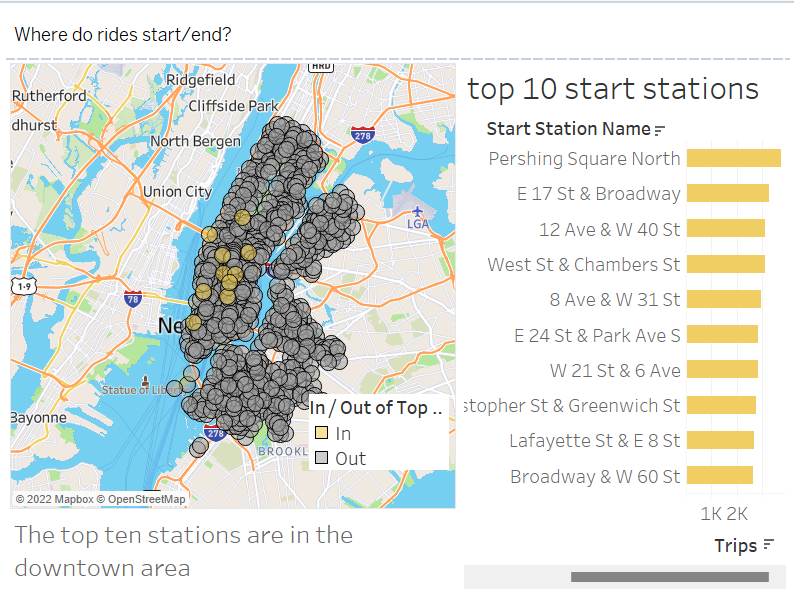 Where do rides start/end?
Rutherford
dhurst
Ridgefield
Cliffside Park
HRD
North Bergen
278
Union City
LGA
1-9
78
Ne
Statue of Liber
Bayonne
278
BROOKL
In / Out of Top ..
In
Out
© 2022 Mapbox © OpenStreetMap
The top ten stations are in the
downtown area
top 10 start stations
Start Station Name
Pershing Square North
E 17 St & Broadway
12 Ave & W 40 St
West St & Chambers St
8 Ave & W 31 St
E 24 St & Park Ave S
W 21 St & 6 Ave
stopher St & Greenwich St
Lafayette St & E 8 St
Broadway & W 60 St
1K 2K
Trips